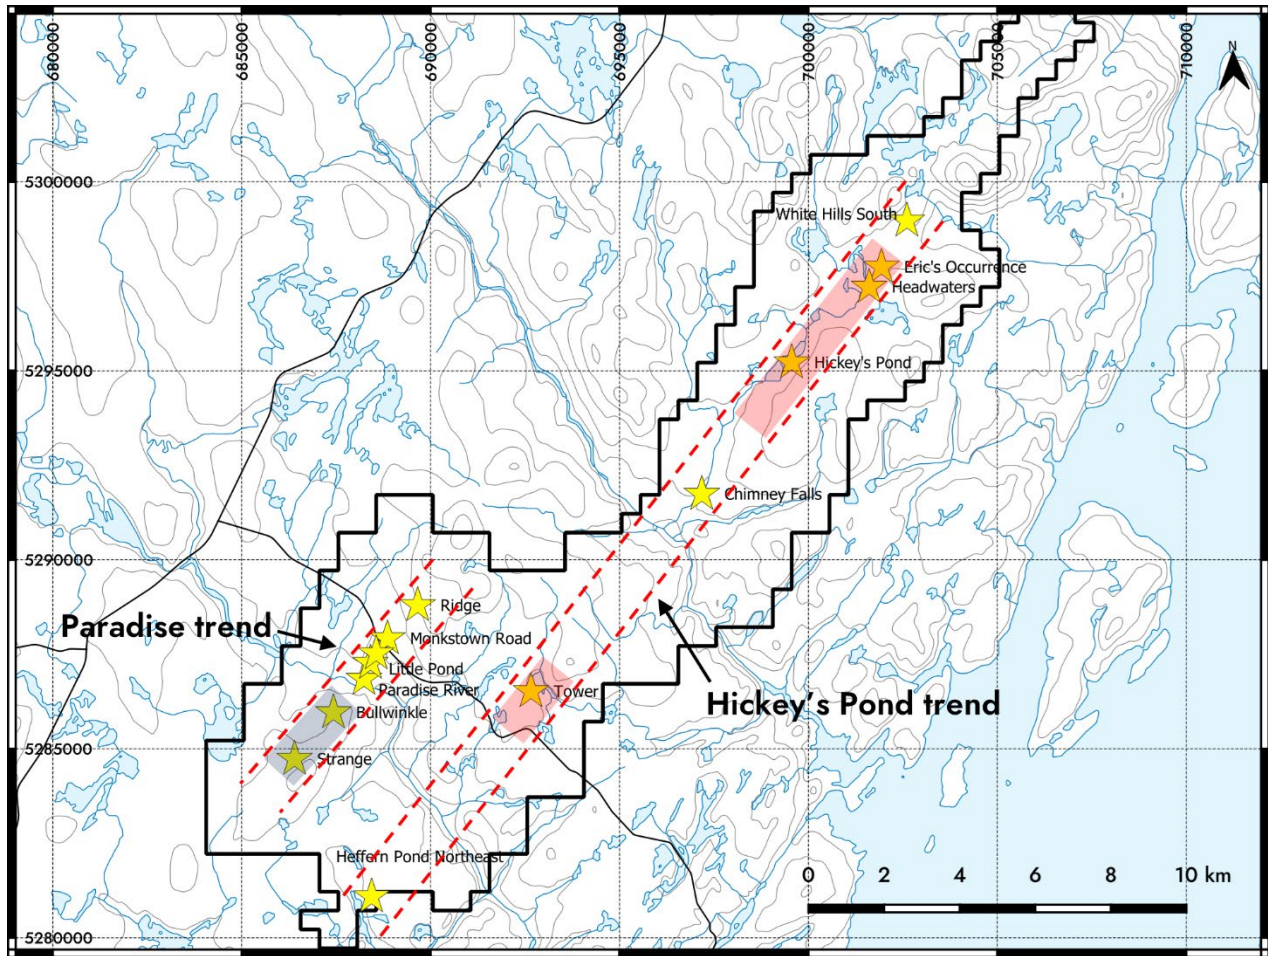 680000
685000
690000
695000
700000
705000
710000
N
5300000
White Hills South
Eric's Occurrence
Headwaters
5295000
Hickey's Pond
Chimney Falls
5290000
Ridge
Paradise trend
Monkstown Road
Little Pond
Paradise River
Tower
Hickey's Pond trend
Bullwinkle
5285000
Strange
Heffern Pond Northeast
0 2 4 6 8 10 km
5280000